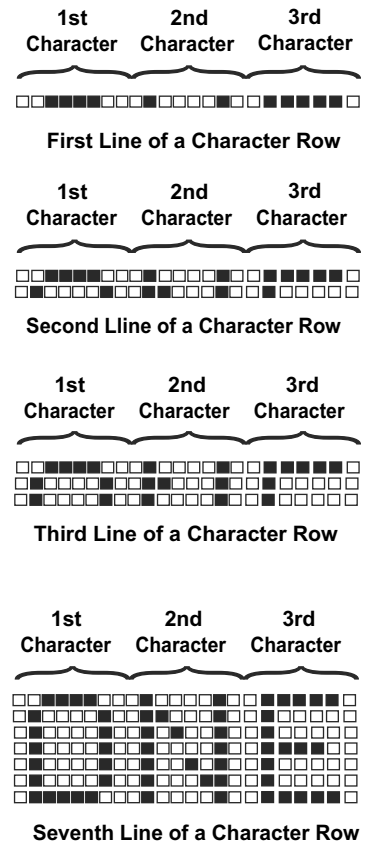 1st 2nd 3rd
Character Character Character
First Line of a Character Row
1st 2nd 3rd
Character Character Character
Second Lline of a Character Row
1st 2nd 3rd
Character Character Character
Third Line of a Character Row
1st 2nd 3rd
Character Character Character
Seventh Line of a Character Row